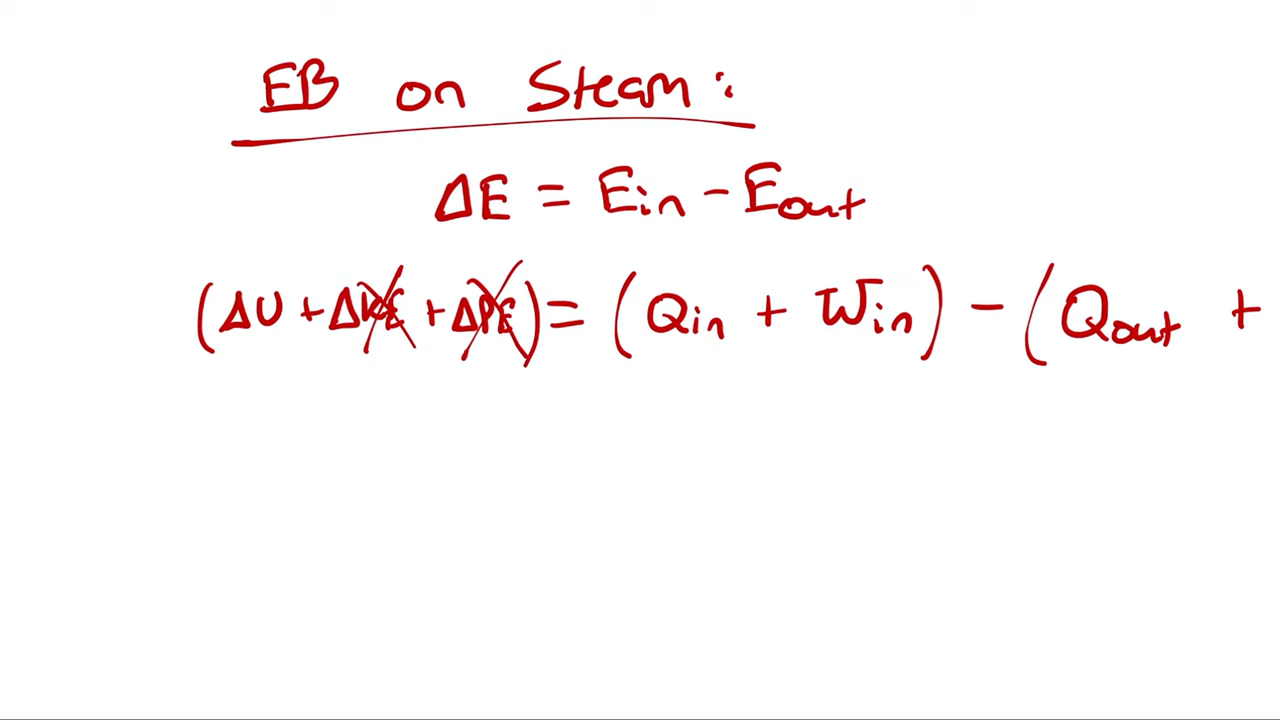 EB on Steam:
ΔE = Ein - Eout
(ΔU + ΔKE + ΔPE) = (Qin + Win) - (Qout +